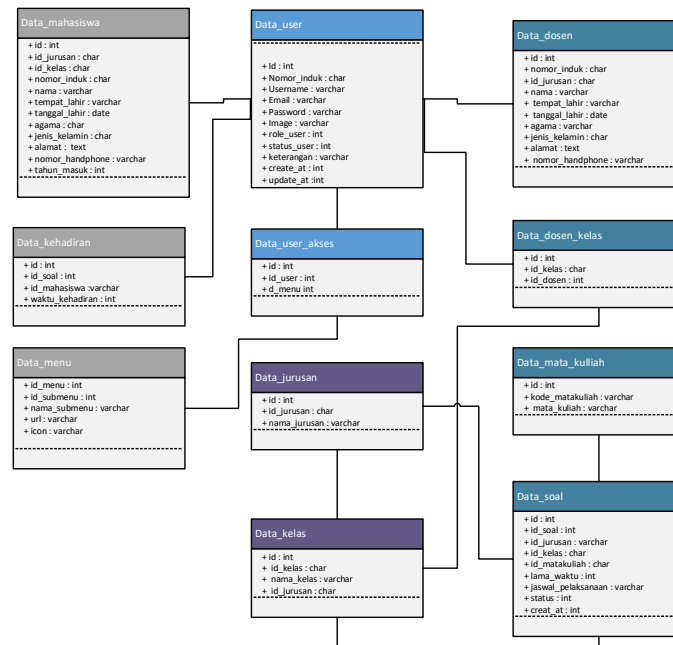 Data_mahasiswa
+ id : int
+ id_jurusan : char
+ id_kelas : char
+ nomor_induk : char
+ nama : varchar
+ tempat_lahir : varchar
+ tanggal_lahir : date
+ agama : char
+ jenis_kelamin : char
+ alamat : text
+ nomor_handphone : varchar
+ tahun_masuk : int
Data_user
+ Id : int
+ Nomor_induk : char
+ Username : varchar
+ Email : varchar
+ Password : varchar
+ Image : varchar
+ role_user : int
+ status_user : int
+ keterangan : varchar
+ create_at : int
+ update_at :int
Data_dosen
+ id : int
+ nomor_induk : char
+ id_jurusan : char
+ nama : varchar
+ tempat_lahir : varchar
+ tanggal_lahir : date
+ agama : varchar
+ jenis_kelamin : char
+ alamat : text
+ nomor_handphone : varchar
Data_kehadiran
+ id : int
+ id_soal : int
+ id_mahasiswa :varchar
+ waktu_kehadiran : int
Data_user_akses
+ id : int
+ id_user : int
+ d_menu int
Data_dosen_kelas
+ id : int
+ id_kelas : char
+ id_dosen : int
Data_menu
+ id_menu : int
+ id_submenu : int
+ nama_submenu : varchar
+ url : varchar
+ icon : varchar
Data_jurusan
+ id : int
+ id_jurusan : char
+ nama_jurusan : varchar
Data_mata_kulliah
+ id : int
+ kode_matakuliah : varchar
+ mata_kuliah : varchar
Data_kelas
+ id : int
+ id_kelas : char
+ nama_kelas : varchar
+ id_jurusan : char
Data_soal
+ id : int
+ id_soal : int
+ id_jurusan : varchar
+ id_kelas : char
+ id_matakuliah : char
+ lama_waktu : int
+ jaswal_pelaksanaan : varchar
+ status : int
+ creat_at : int